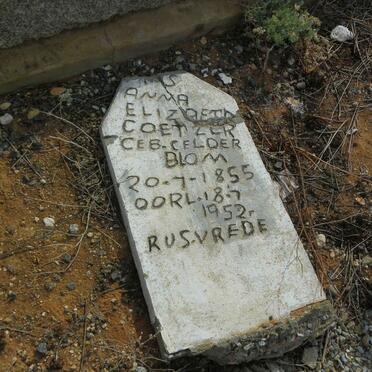 ANNA
ELIZABETH
COETZER
GEB. GELDER
BLOM
20-7-1855
OORL. 18-7
1952.
RUS.VREDE